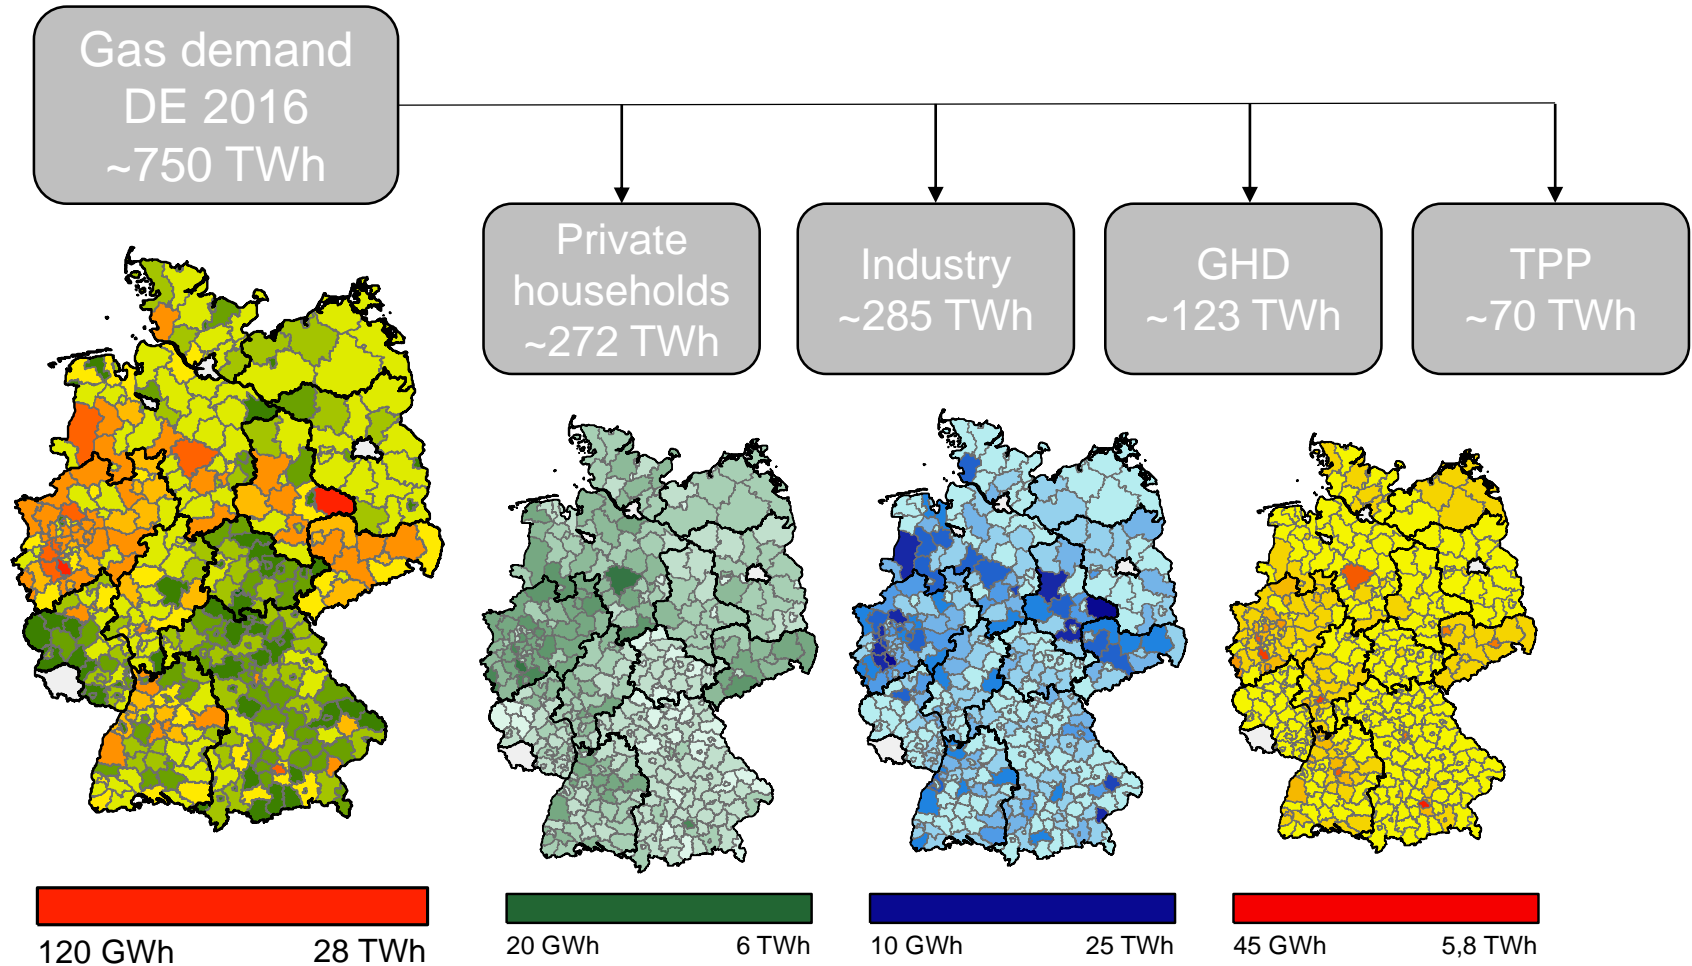 Gas demand
DE 2016
~750 TWh
Private
households
~272 TWh
Industry
~285 TWh
GHD
~123 TWh
TPP
~70 TWh
120 GWh
28 TWh
20 GWh
6 TWh
10 GWh
25 TWh
45 GWh
5,8 TWh